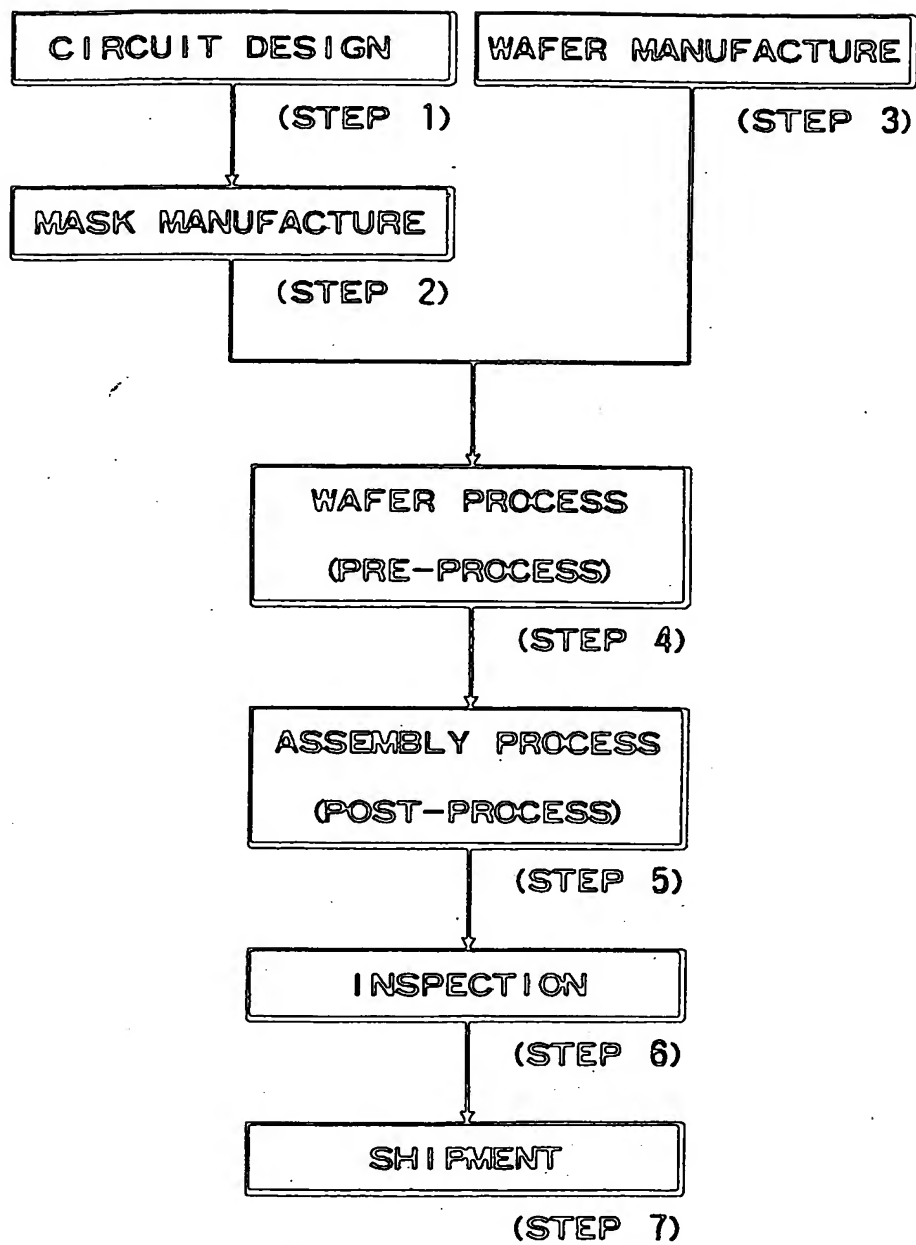 CIRCUIT DESIGN
(STEP 1)
MASK MANUFACTURE
(STEP 2)
WAFER MANUFACTURE
(STEP 3)
WAFER PROCESS
(PRE-PROCESS)
(STEP 4)
ASSEMBLY PROCESS
(POST-PROCESS)
(STEP 5)
INSPECTION
(STEP 6)
SHIPMENT
(STEP 7)